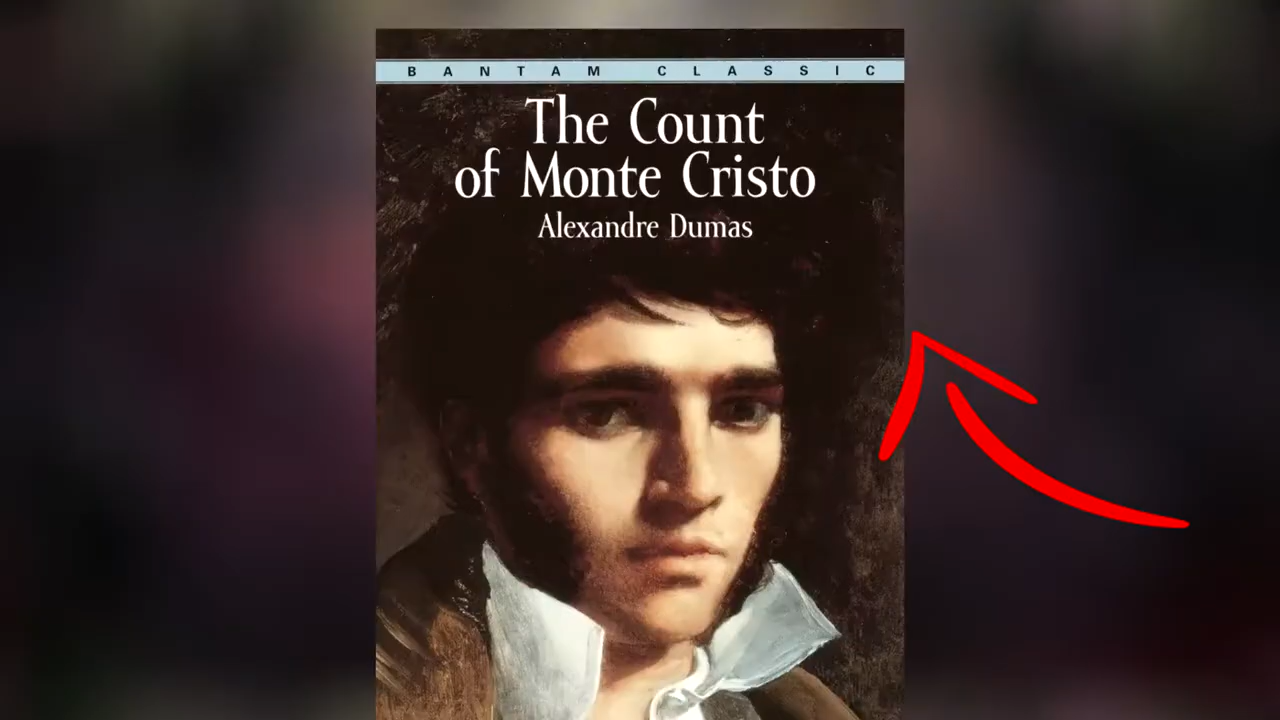 BANTAM CLASSIC
The Count
of Monte Cristo
Alexandre Dumas